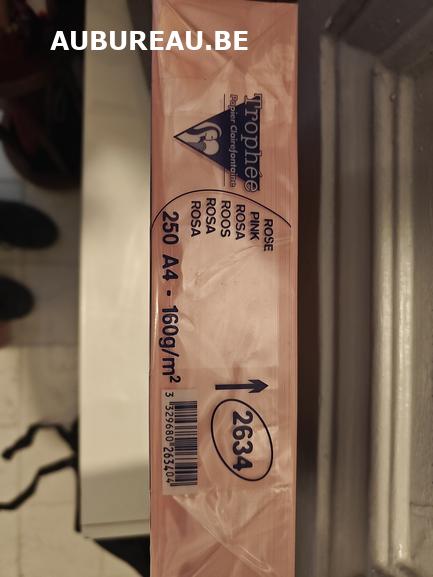 AUBUREAU.BE
Trophée
Papier Clairefontaine
ROSE
PINK
ROSA
ROOS
ROSA
ROSA
250 A4 - 160g/m²
2634
3 329680 263404